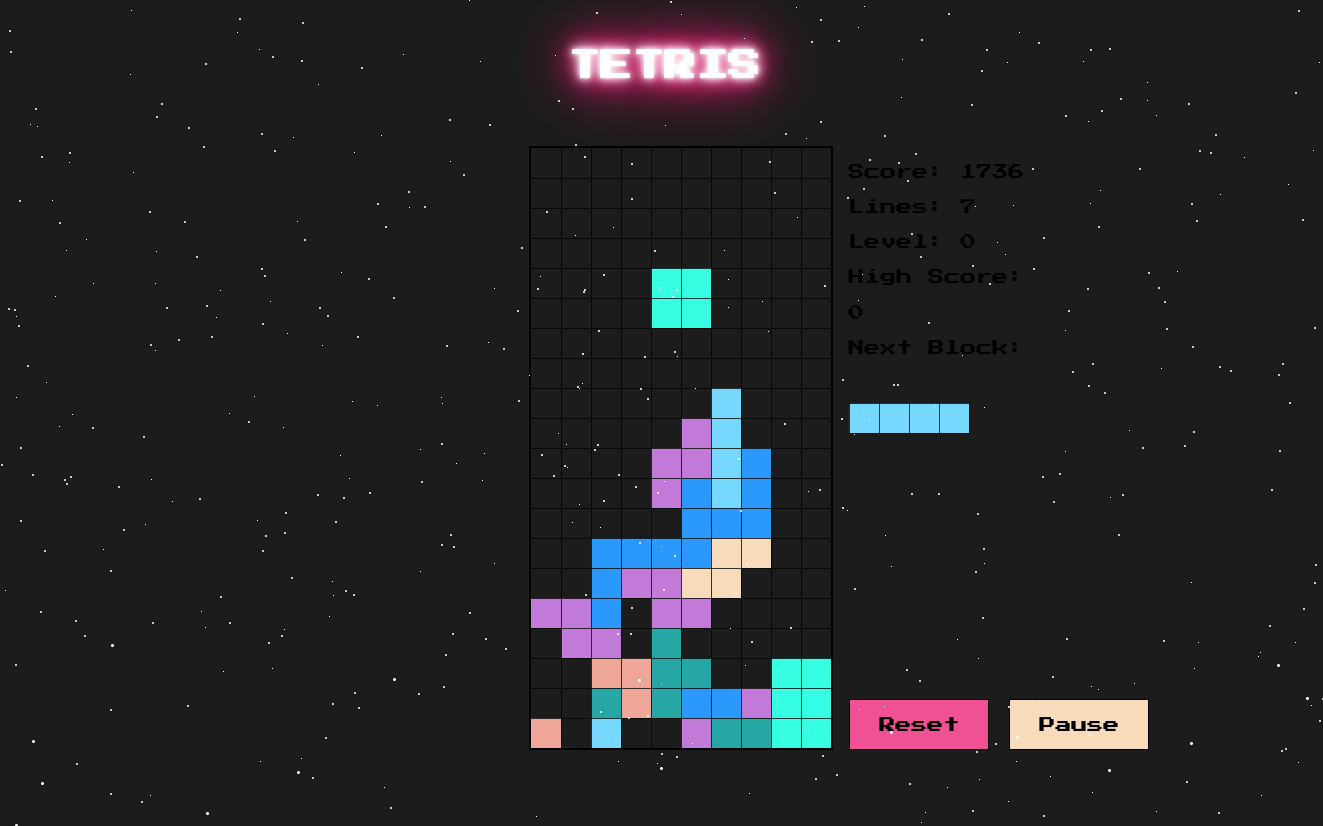 TETRIS
Score: 1736
Lines: 7
Level: 0
High Score:
0
Next Block:
Reset
Pause